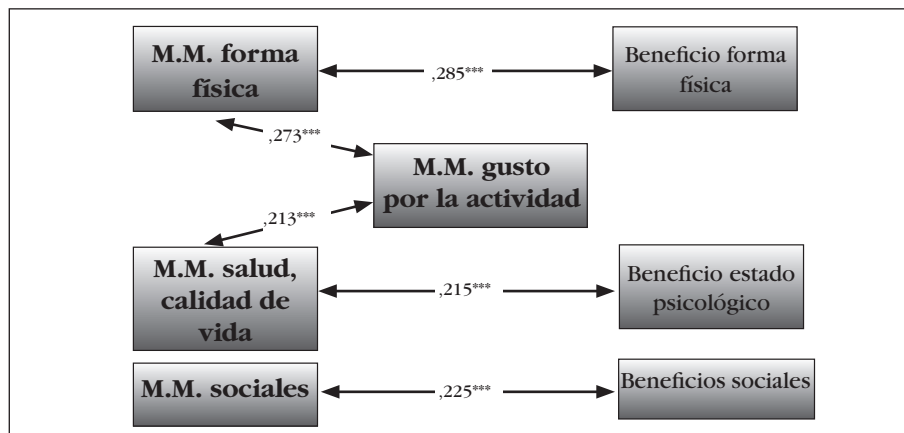 M.M. forma
física
,285***
Beneficio forma
física
,273***
M.M. gusto
por la actividad
,213***
M.M. salud,
calidad de
vida
,215***
Beneficio estado
psicológico
M.M. sociales
,225***
Beneficios sociales